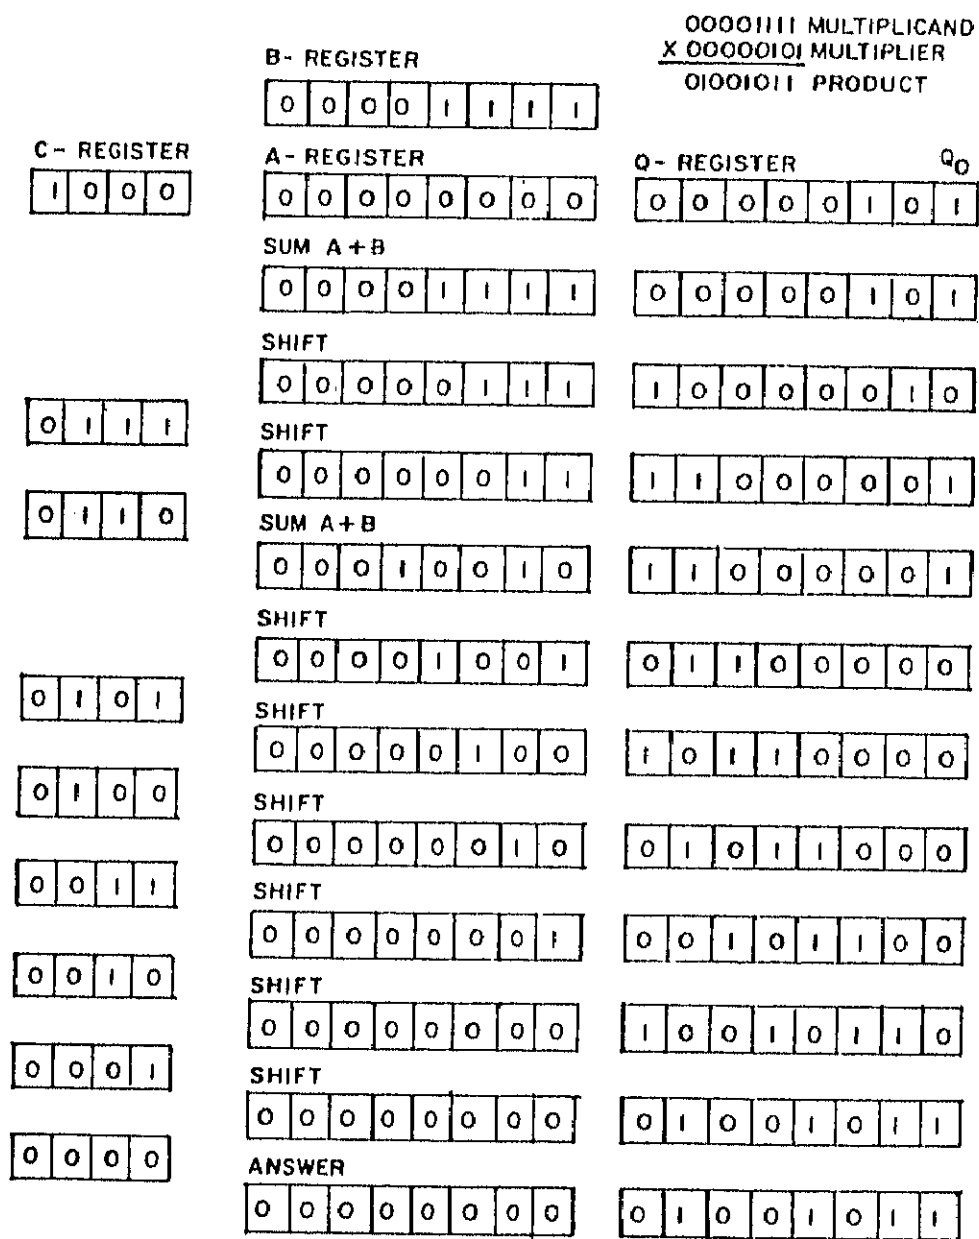 00001111 MULTIPLICAND
X 00000101 MULTIPLIER
01001011 PRODUCT
B- REGISTER
0 0 0 0 1 1 1 1
C- REGISTER A- REGISTER Q- REGISTER Q0
1 0 0 0 0 0 0 0 0 0 0 0 0 0 0 0 0 1 0 1
SUM A+B
0 0 0 0 1 1 1 1 0 0 0 0 0 1 0 1
SHIFT
0 0 0 0 0 1 1 1 1 0 0 0 0 0 1 0
0 1 1 1
SHIFT
0 0 0 0 0 0 1 1 1 1 0 0 0 0 0 1
0 1 1 0
SUM A+B
0 0 0 1 0 0 1 0 1 1 0 0 0 0 0 1
SHIFT
0 0 0 0 1 0 0 1 0 1 1 0 0 0 0 0
0 1 0 1
SHIFT
0 0 0 0 0 1 0 0 1 0 1 1 0 0 0 0
0 1 0 0
SHIFT
0 0 0 0 0 0 1 0 0 1 0 1 1 0 0 0
0 0 1 1
SHIFT
0 0 0 0 0 0 0 1 0 0 1 0 1 1 0 0
0 0 1 0
SHIFT
0 0 0 0 0 0 0 0 1 0 0 1 0 1 1 0
0 0 0 1
SHIFT
0 0 0 0 0 0 0 0 0 1 0 0 1 0 1 1
0 0 0 0
ANSWER
0 0 0 0 0 0 0 0 0 1 0 0 1 0 1 1